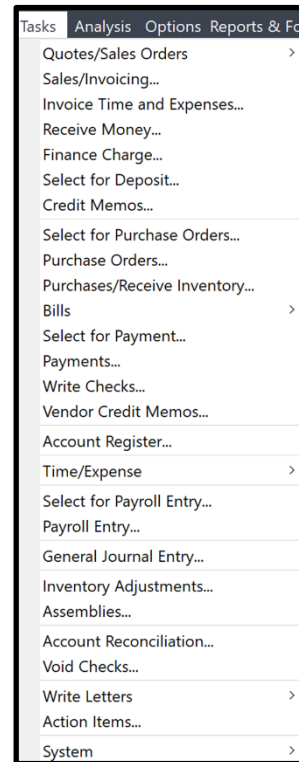 Tasks Analysis Options Reports & Fo
Quotes/Sales Orders >
Sales/Invoicing...
Invoice Time and Expenses...
Receive Money...
Finance Charge...
Select for Deposit...
Credit Memos...
Select for Purchase Orders...
Purchase Orders...
Purchases/Receive Inventory...
Bills >
Select for Payment...
Payments...
Write Checks...
Vendor Credit Memos...
Account Register...
Time/Expense >
Select for Payroll Entry...
Payroll Entry...
General Journal Entry...
Inventory Adjustments...
Assemblies...
Account Reconciliation...
Void Checks...
Write Letters >
Action Items...
System >